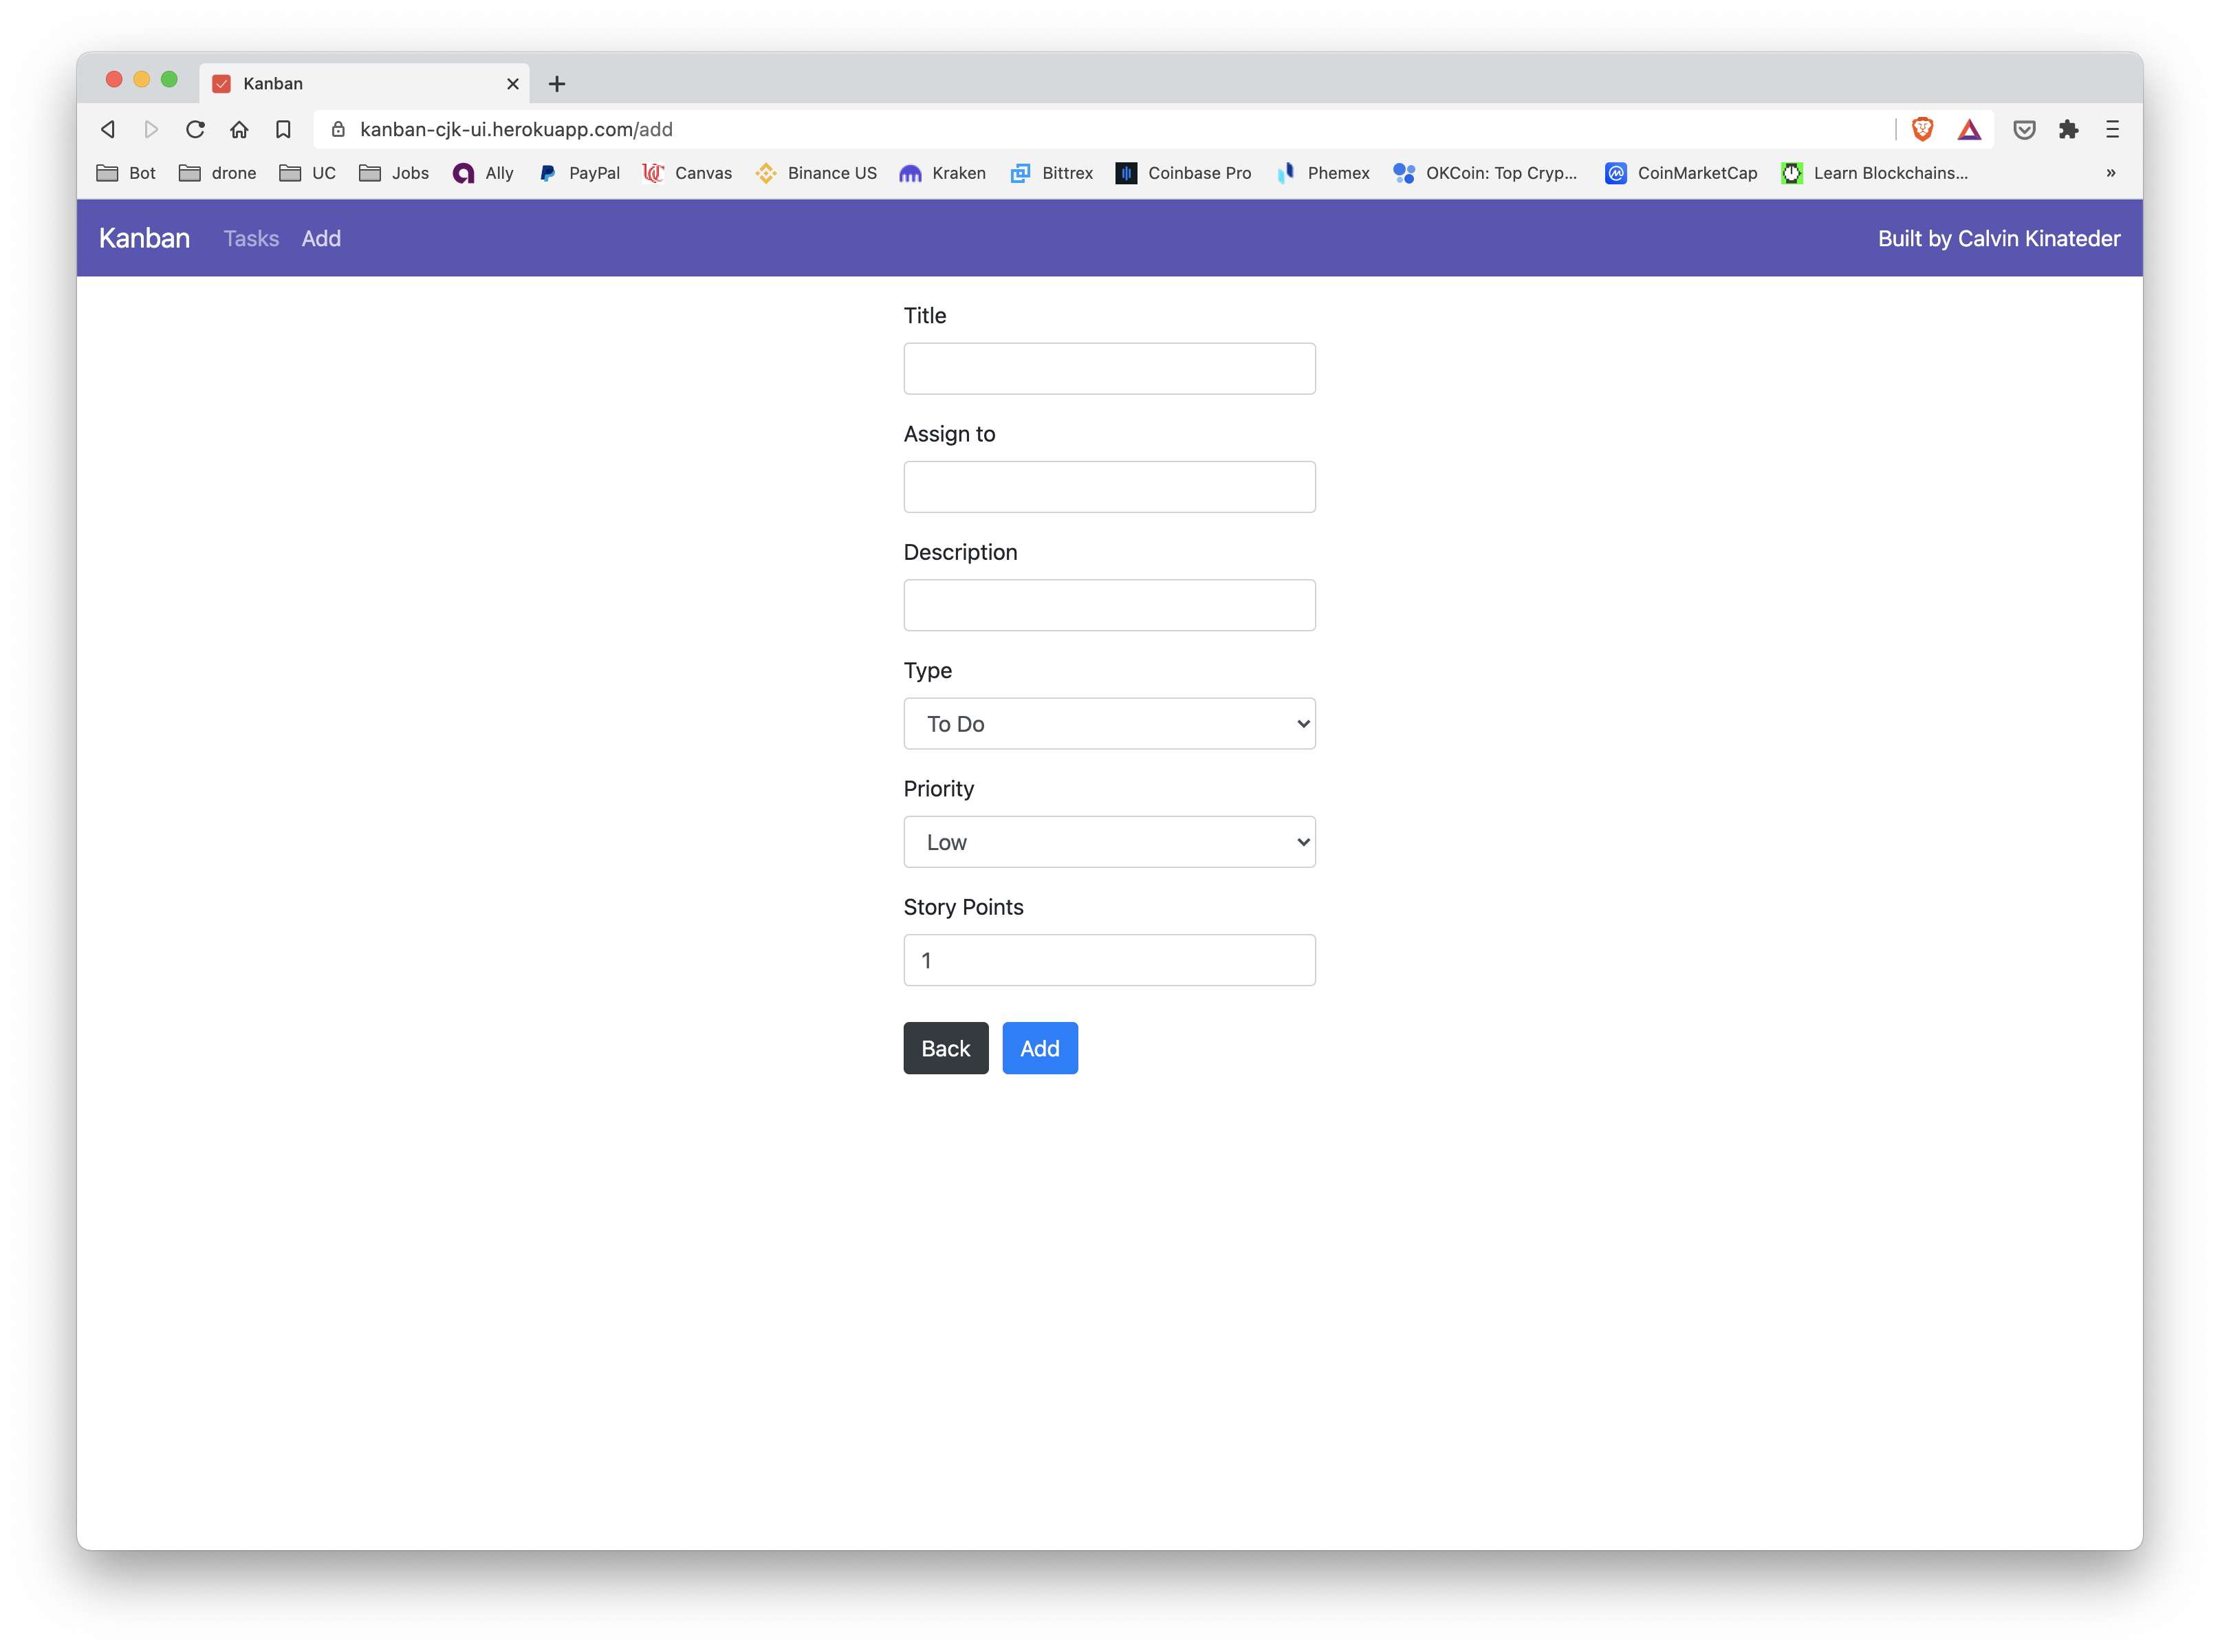 Kanban
kanban-cjk-ui.herokuapp.com/add
Bot drone UC Jobs Ally PayPal Canvas Binance US Kraken Bittrex Coinbase Pro Phemex OKCoin: Top Cryp... CoinMarketCap Learn Blockchains... »
Kanban Tasks Add Built by Calvin Kinateder
Title
Assign to
Description
Type
To Do
Priority
Low
Story Points
1
Back Add